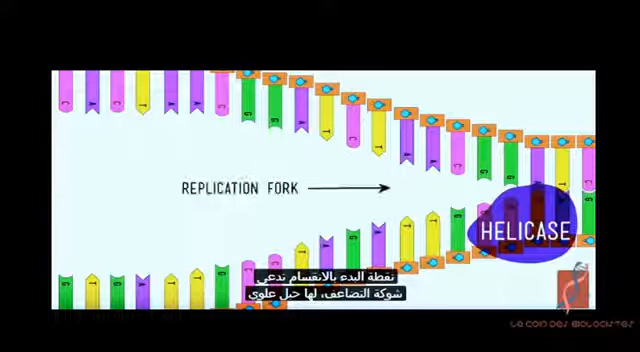 REPLICATION FORK
HELICASE
نقطة البدء بالانقسام تدعى
شوكة التضاعف، لها حبل علوي
LE COIN DES BIOLOGISTES